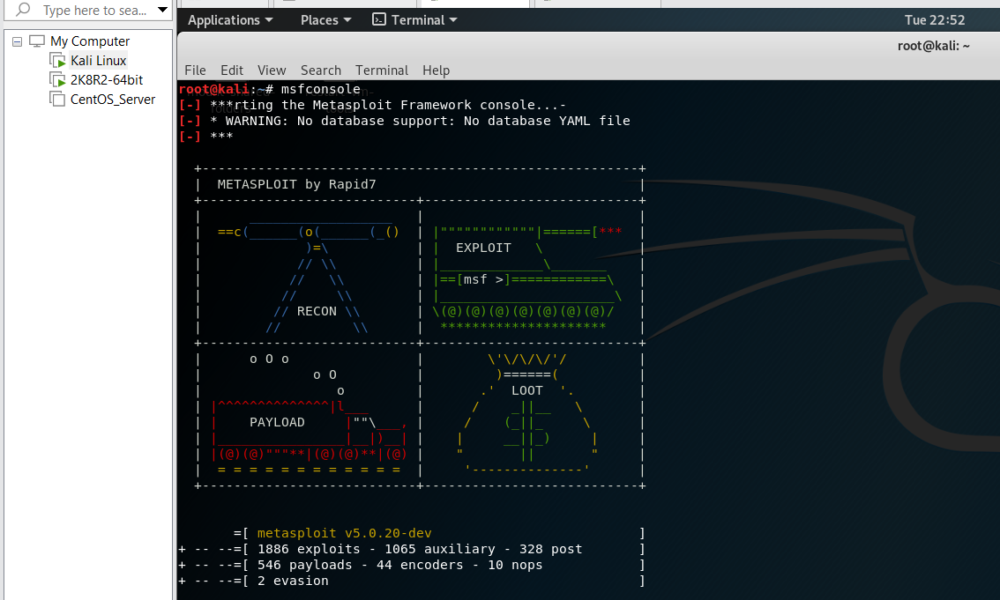 Type here to sea...
My Computer
Kali Linux
2K8R2-64bit
CentOS_Server
Applications Places Terminal Tue 22:52
root@kali: ~
File Edit View Search Terminal Help
root@kali:~# msfconsole
[-] ***rting the Metasploit Framework console...-
[-] * WARNING: No database support: No database YAML file
[-] ***
METASPLOIT by Rapid7
==c(______(o(______(_() |""""""""""""|======[***
)=\ | EXPLOIT \
// \\ |_____________\_______
// \\ |==[msf >]============\
// \\ |______________________\
// RECON \\ \(@)(@)(@)(@)(@)(@)(@)/
// \\ *********************
o O o \'\/\/\/'/
o O )======(
o .' LOOT '.
|^^^^^^^^^^^^^^|l___ / _||__ \
| PAYLOAD |""\___, / (_||_ \
|________________|__|)__| | __||_) |
|(@)(@)"""**|(@)(@)**|(@) " || "
= = = = = = = = = = = = '--------------'
=[ metasploit v5.0.20-dev ]
+ -- --=[ 1886 exploits - 1065 auxiliary - 328 post ]
+ -- --=[ 546 payloads - 44 encoders - 10 nops ]
+ -- --=[ 2 evasion ]